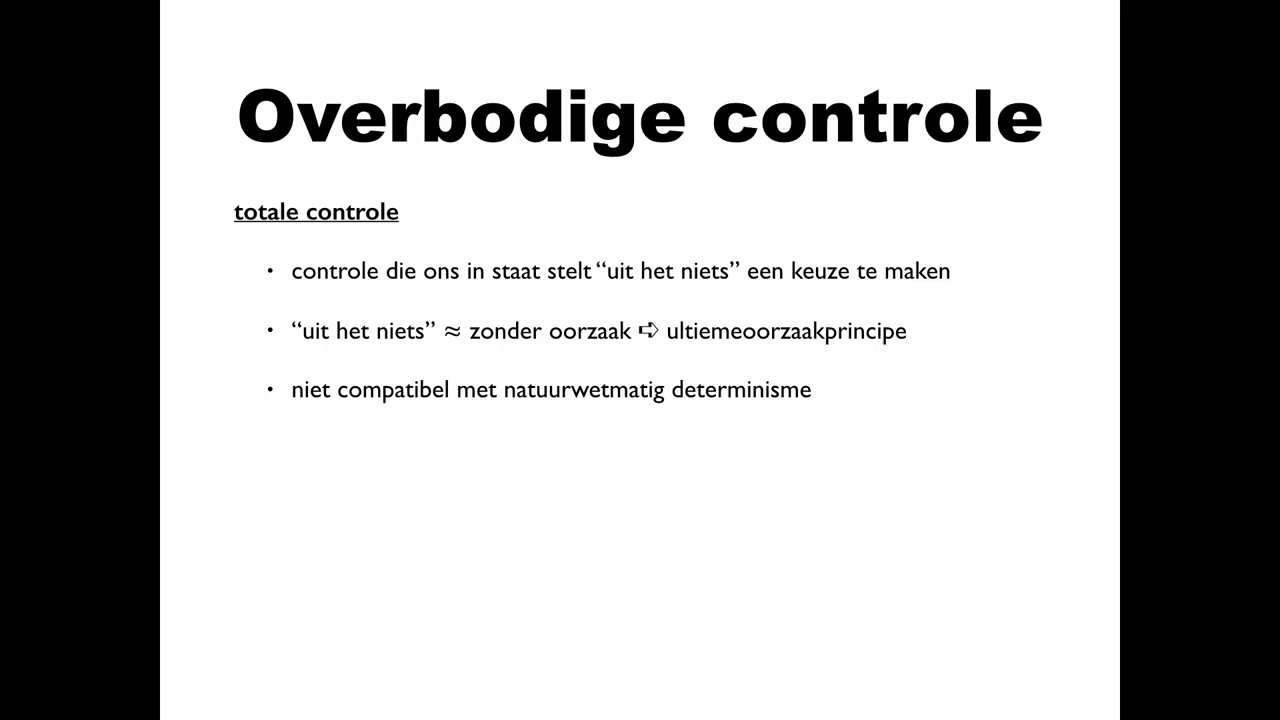 Overbodige controle
totale controle
• controle die ons in staat stelt “uit het niets” een keuze te maken
• “uit het niets” ≈ zonder oorzaak ➪ ultiemeoorzaakprincipe
• niet compatibel met natuurwetmatig determinisme